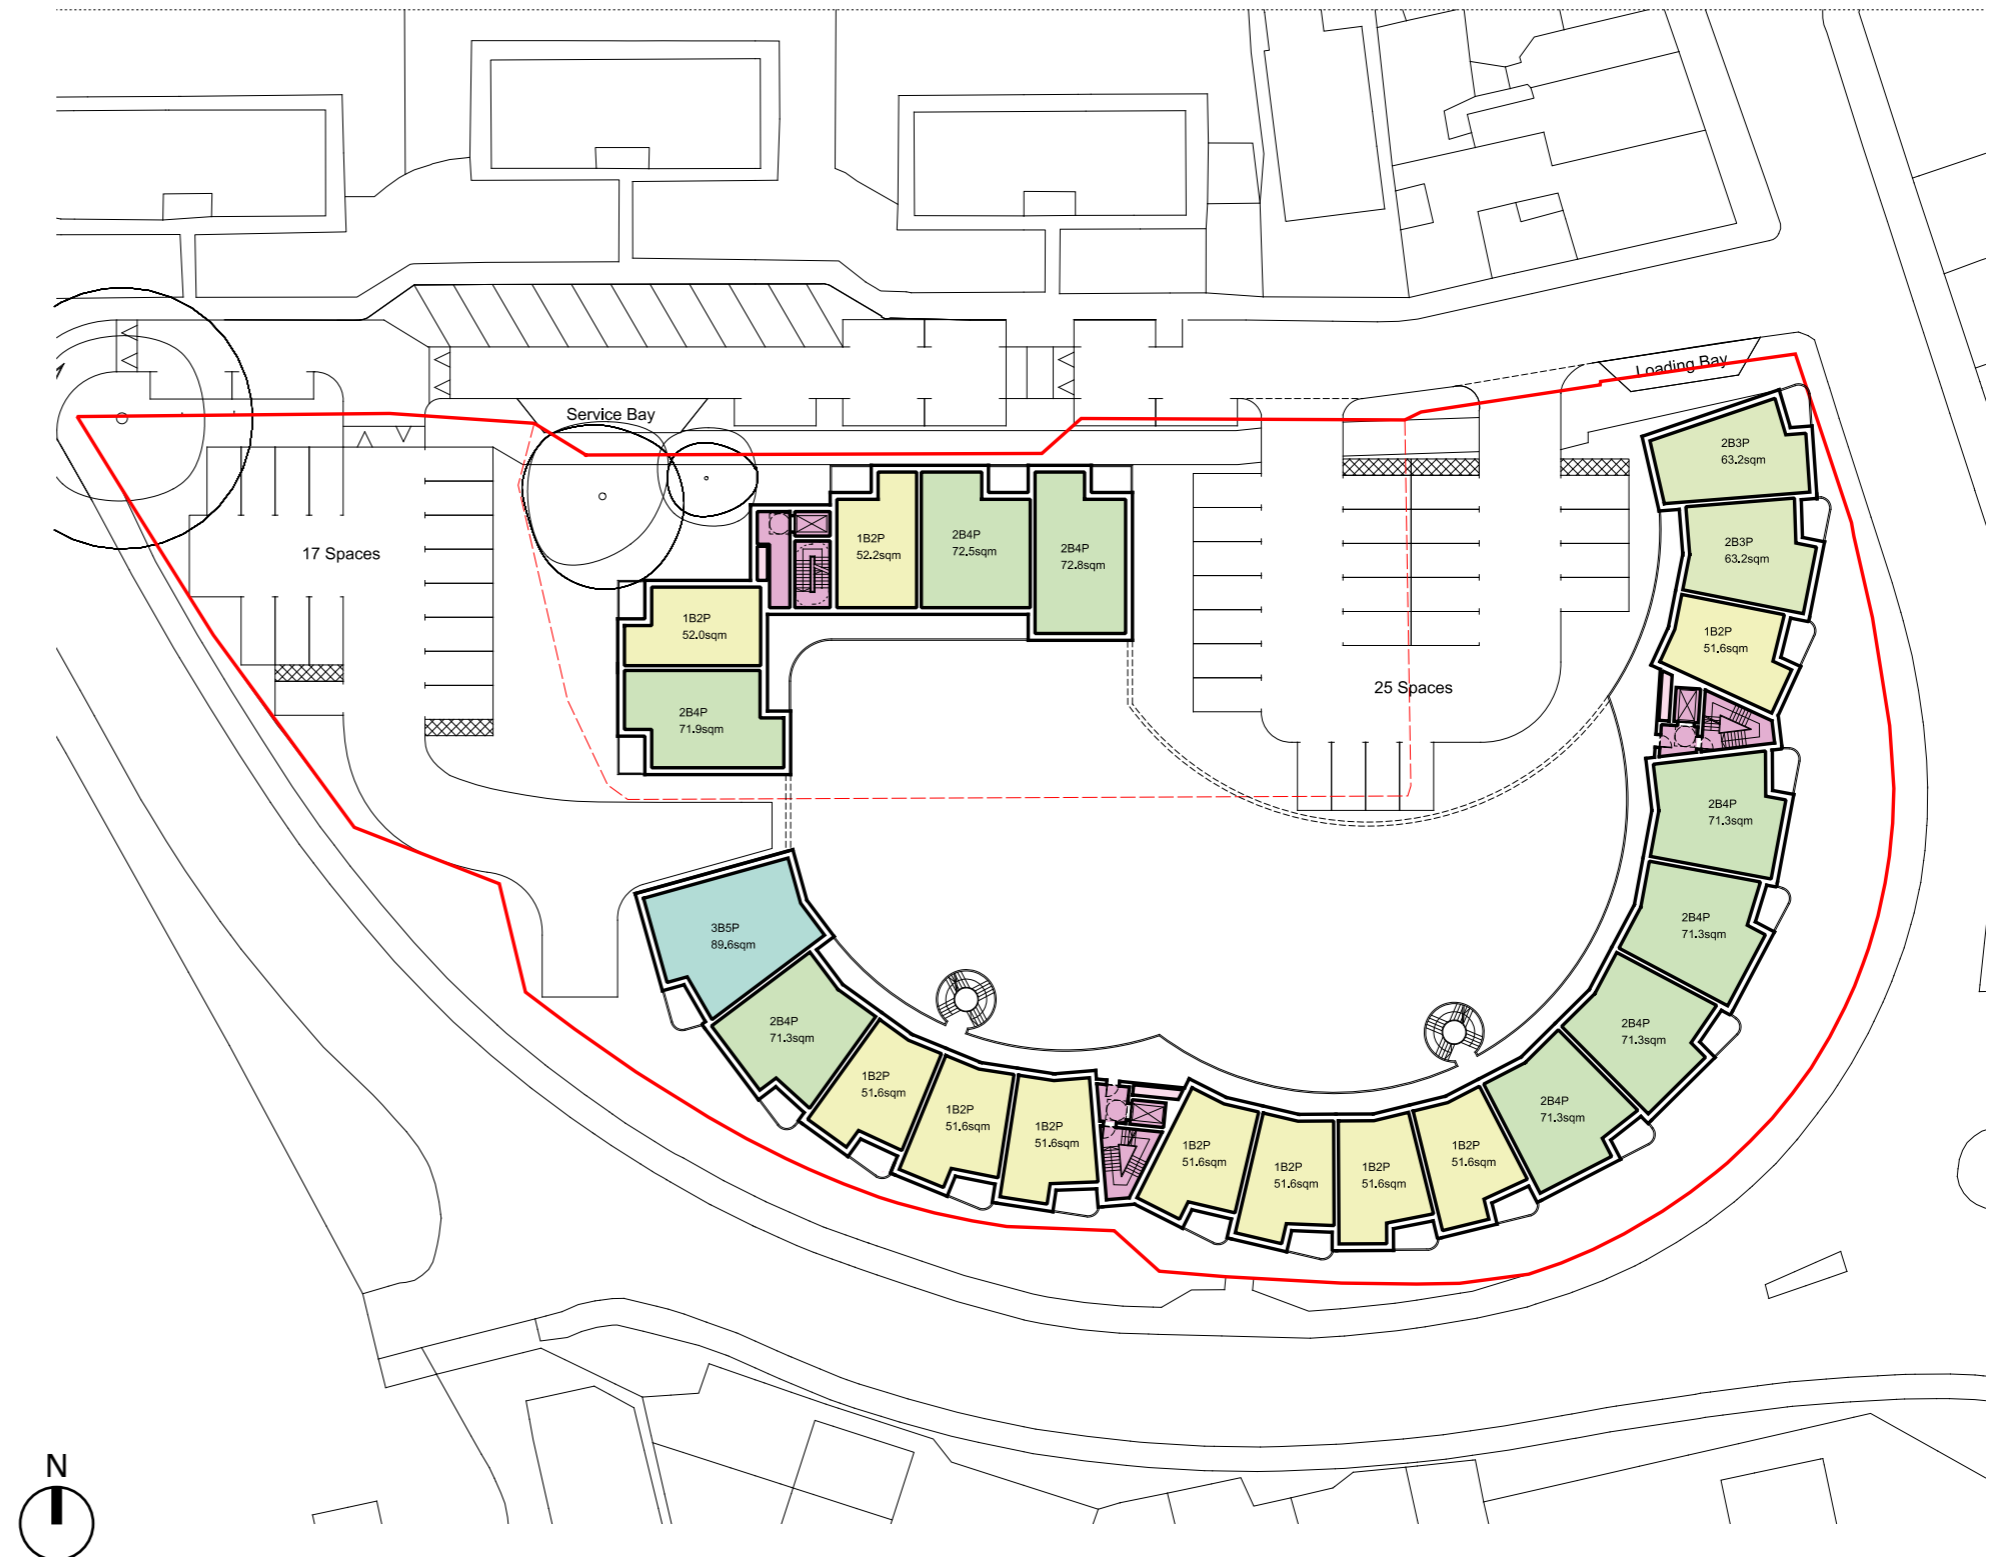 Loading Bay
Service Bay
2B3P
63.2sqm
17 Spaces
1B2P
52.2sqm
2B4P
72.5sqm
2B4P
72.8sqm
2B3P
63.2sqm
1B2P
52.0sqm
1B2P
51.6sqm
25 Spaces
2B4P
71.9sqm
2B4P
71.3sqm
3B5P
89.6sqm
2B4P
71.3sqm
2B4P
71.3sqm
2B4P
71.3sqm
1B2P
51.6sqm
1B2P
51.6sqm
1B2P
51.6sqm
1B2P
51.6sqm
1B2P
51.6sqm
1B2P
51.6sqm
1B2P
51.6sqm
2B4P
71.3sqm
N